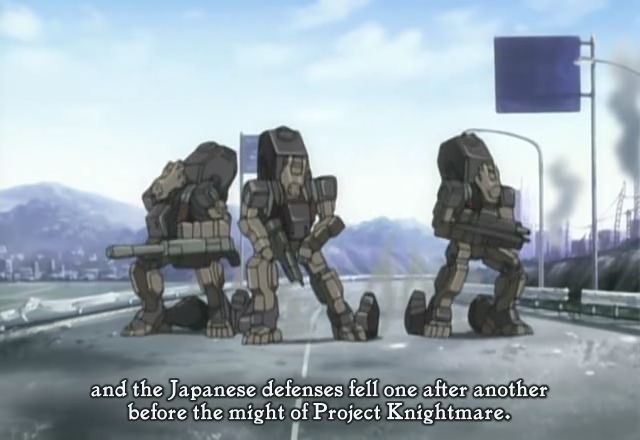 and the Japanese defenses fell one after another
before the might of Project Knightmare.